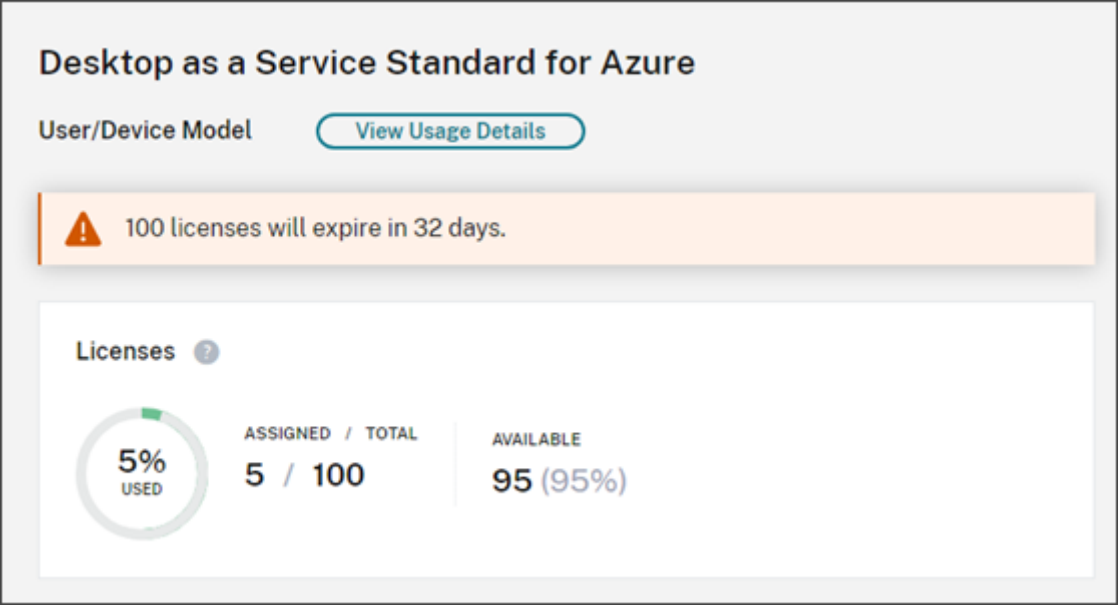 Desktop as a Service Standard for Azure
User/Device Model
View Usage Details
100 licenses will expire in 32 days.
Licenses ?
5%
USED
ASSIGNED / TOTAL
5 / 100
AVAILABLE
95 (95%)